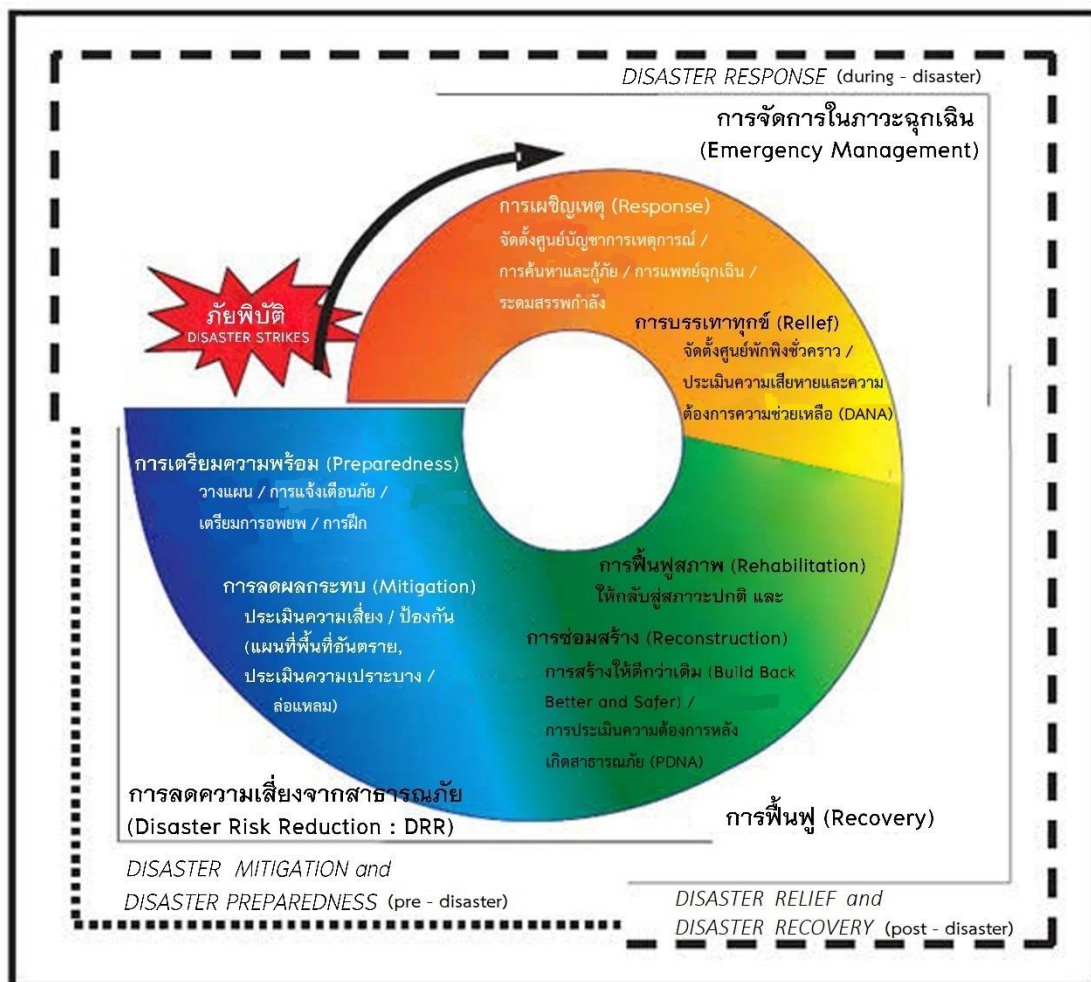 DISASTER RESPONSE (during - disaster)
การจัดการในภาวะฉุกเฉิน
(Emergency Management)
การเผชิญเหตุ (Response)
จัดตั้งศูนย์บัญชาการเหตุการณ์ /
การค้นหาและกู้ภัย / การแพทย์ฉุกเฉิน /
ระดมสรรพกำลัง
ภัยพิบัติ
DISASTER STRIKES
การบรรเทาทุกข์ (Rellef)
จัดตั้งศูนย์พักพิงชั่วคราว /
ประเมินความเสียหายและความ
ต้องการความช่วยเหลือ (DANA)
การเตรียมความพร้อม (Preparedness)
วางแผน / การแจ้งเตือนภัย /
เตรียมการอพยพ / การฝึก
การลดผลกระทบ (Mitigation)
ประเมินความเสี่ยง / ป้องกัน
(แผนที่พื้นที่อันตราย,
ประเมินความเปราะบาง /
ล่อแหลม)
การฟื้นฟูสภาพ (Rehabilitation)
ให้กลับสู่สภาวะปกติ และ
การซ่อมสร้าง (Reconstruction)
การสร้างให้ดีกว่าเดิม (Build Back
Better and Safer) /
การประเมินความต้องการหลัง
เกิดสาธารณภัย (PDNA)
การลดความเสี่ยงจากสาธารณภัย
(Disaster Risk Reduction : DRR)
การฟื้นฟู (Recovery)
DISASTER MITIGATION and
DISASTER PREPAREDNESS (pre - disaster)
DISASTER RELIEF and
DISASTER RECOVERY (post - disaster)